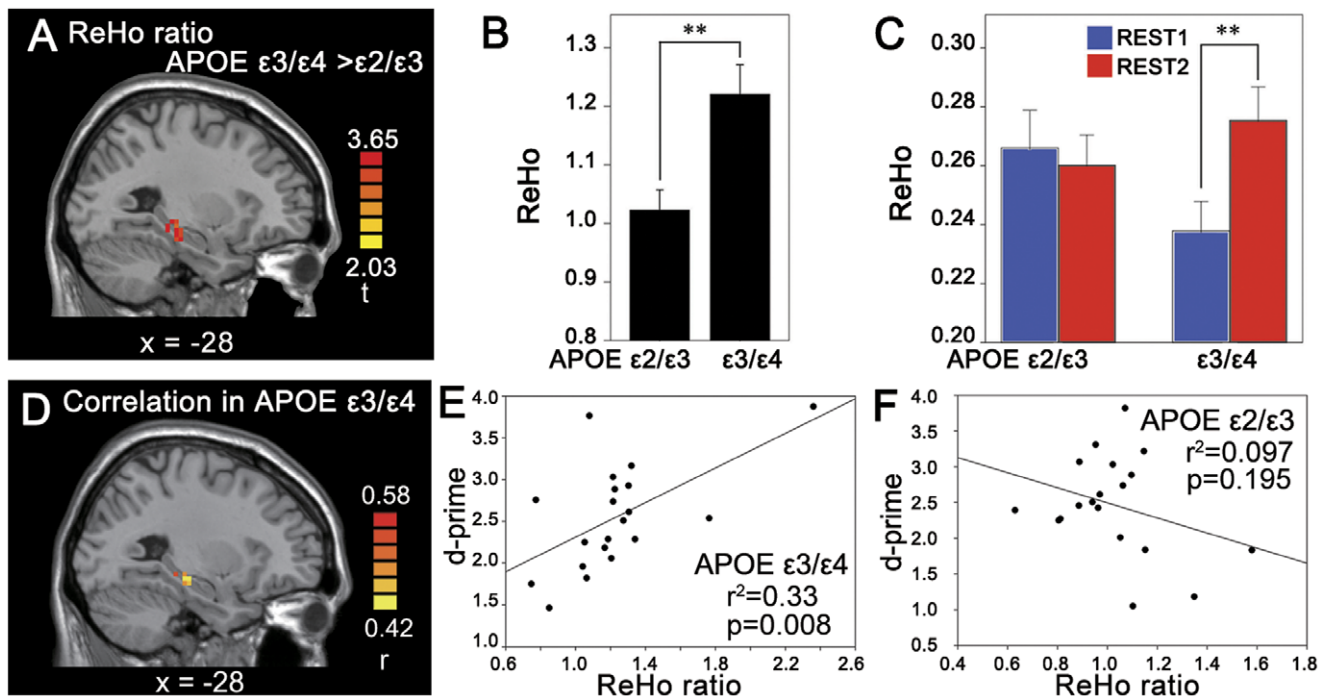 A ReHo ratio
APOE ε3/ε4 >ε2/ε3
3.65
2.03
t
x = -28
B
**
ReHo
1.3
1.2
1.1
1.0
0.9
0.8
APOE ε2/ε3 ε3/ε4
C
REST1
REST2
**
ReHo
0.30
0.28
0.26
0.24
0.22
0.20
APOE ε2/ε3 ε3/ε4
D Correlation in APOE ε3/ε4
0.58
0.42
r
x = -28
E
d-prime
4.0
3.5
3.0
2.5
2.0
1.5
1.0
APOE ε3/ε4
r²=0.33
p=0.008
0.6 1.0 1.4 1.8 2.2 2.6
ReHo ratio
F
d-prime
4.0
3.5
3.0
2.5
2.0
1.5
1.0
0.5
APOE ε2/ε3
r²=0.097
p=0.195
0.4 0.6 0.8 1.0 1.2 1.4 1.6 1.8
ReHo ratio